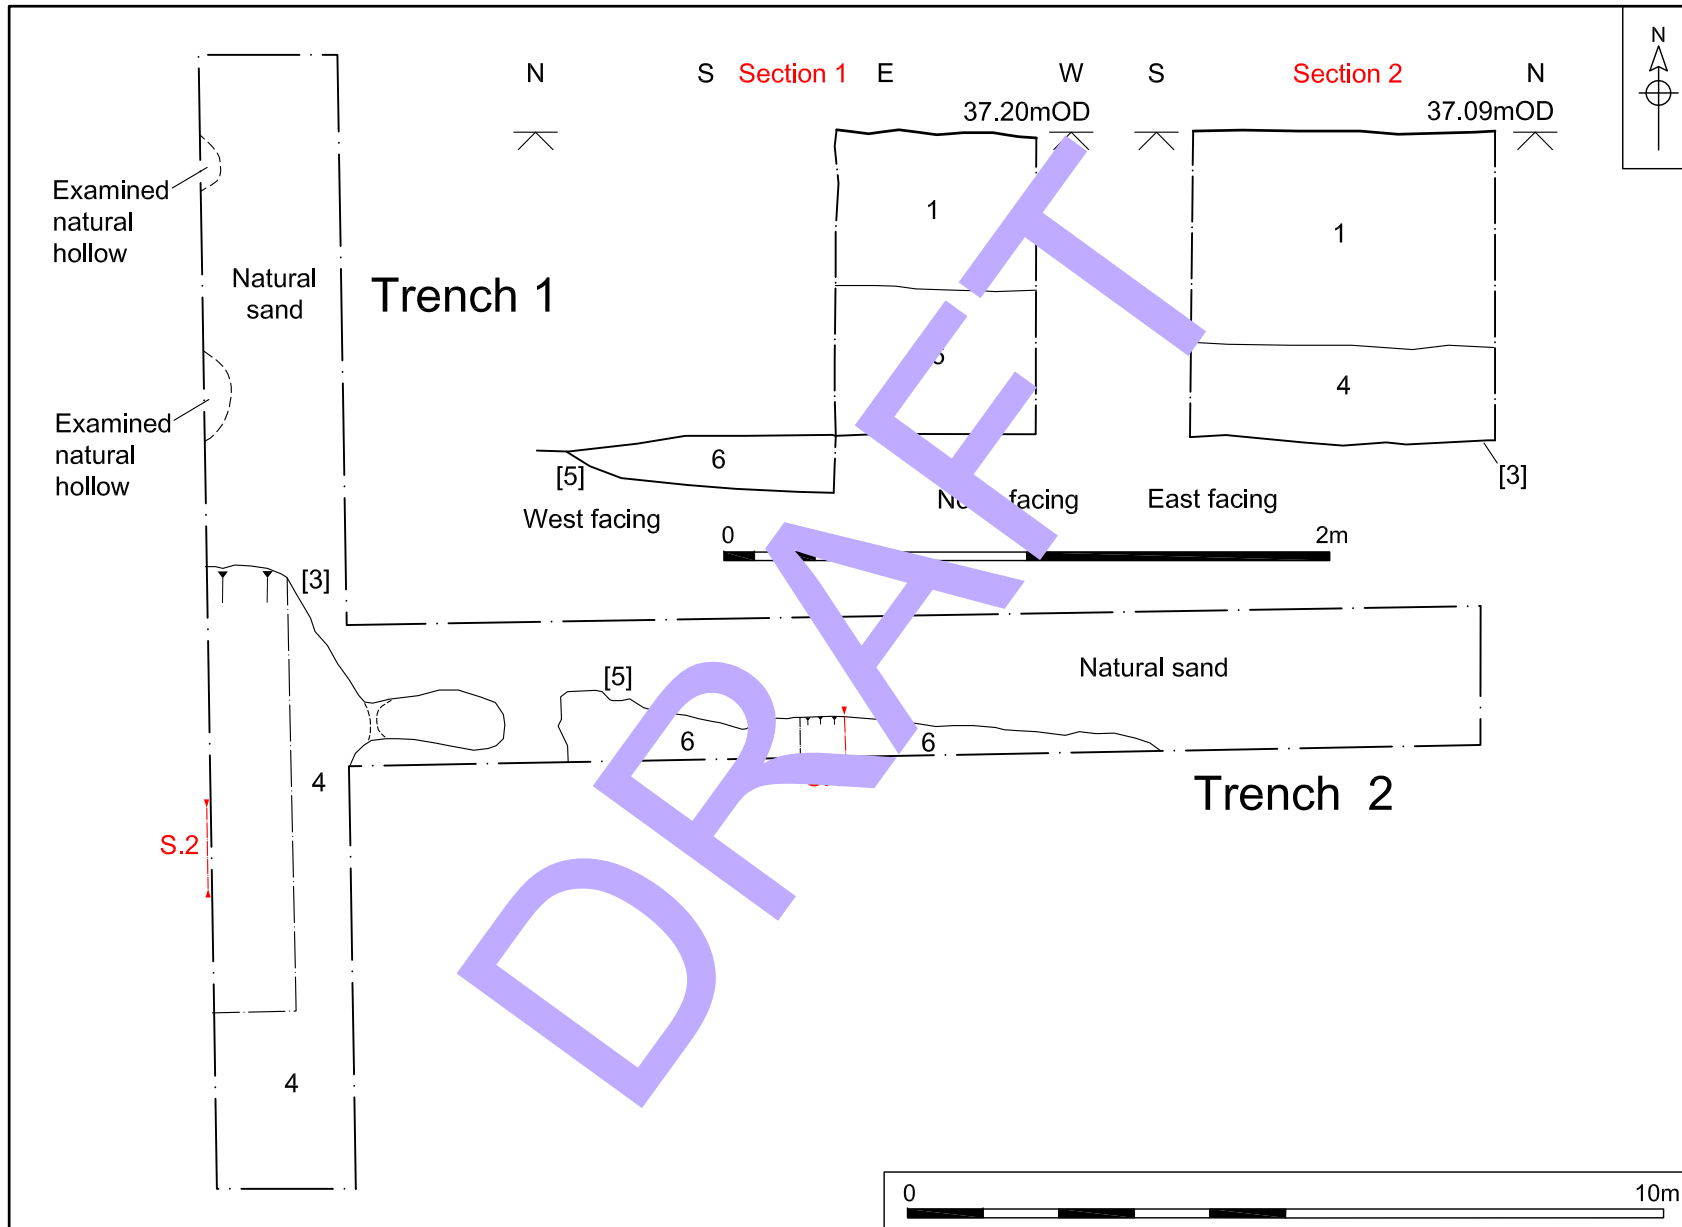 N
S
Section 1
E
W
S
Section 2
N
N
37.20mOD
37.09mOD
Examined
natural
hollow
Natural
sand
Trench 1
1
1
4
Examined
natural
hollow
6
[5]
[3]
West facing
facing
East facing
0
2m
[3]
[5]
Natural sand
6
6
4
Trench 2
S.2
4
0
10m
DRAFT